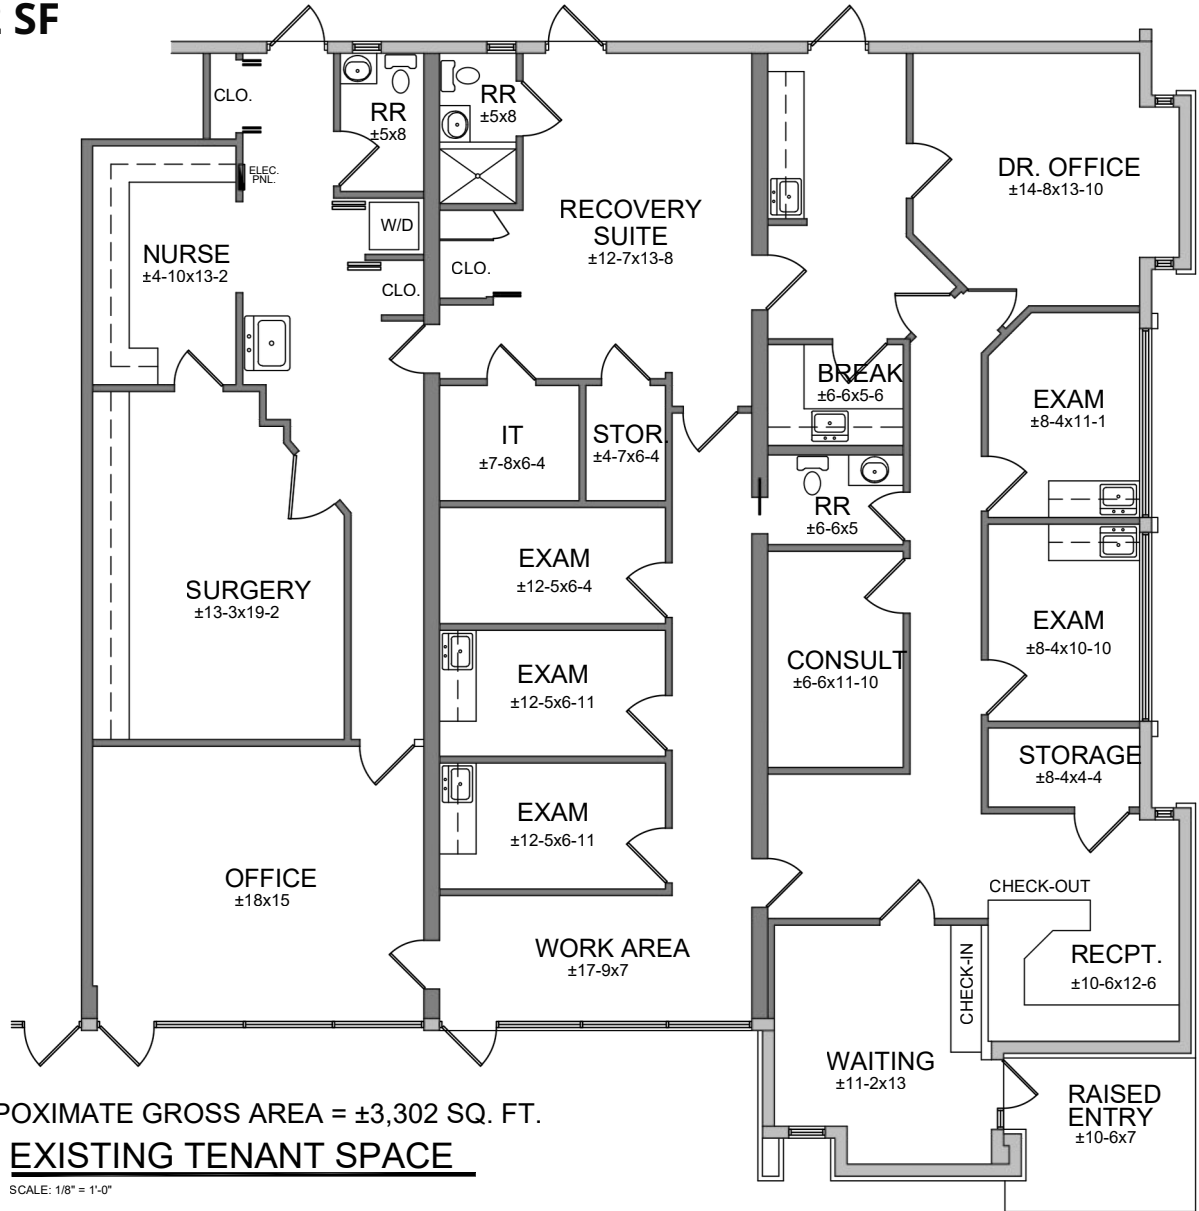 SF
CLO.
RR
±5x8
RR
±5x8
ELEC.
PNL.
DR. OFFICE
±14-8x13-10
W/D
RECOVERY
SUITE
±12-7x13-8
NURSE
±4-10x13-2
CLO.
CLO.
BREAK
±6-6x5-6
EXAM
±8-4x11-1
IT
±7-8x6-4
STOR.
±4-7x6-4
RR
±6-6x5
EXAM
±12-5x6-4
SURGERY
±13-3x19-2
EXAM
±8-4x10-10
EXAM
±12-5x6-11
CONSULT
±6-6x11-10
STORAGE
±8-4x4-4
EXAM
±12-5x6-11
OFFICE
±18x15
CHECK-OUT
WORK AREA
±17-9x7
CHECK-IN
RECPT.
±10-6x12-6
WAITING
±11-2x13
RAISED
ENTRY
±10-6x7
POXIMATE GROSS AREA = ±3,302 SQ. FT.
EXISTING TENANT SPACE
SCALE: 1/8" = 1'-0"